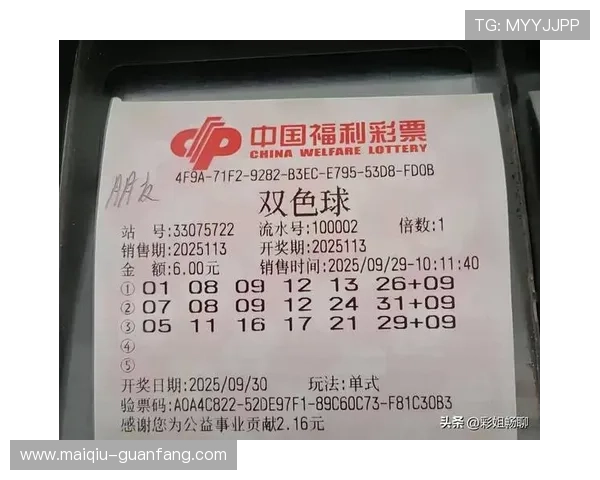 TG: MYYJJPP
中国福利彩票
CHINA WELFARE LOTTERY
4F9A-71F2-9282-B3EC-E795-53D8-FD0B
朋友
双色球
站 号:33075722 流水号:100002 倍数:1
销售期:2025113 开奖期:2025113
金 额:6.00元 销售时间:2025/09/29-10:11:40
① 01 08 09 12 13 26+09
② 07 08 09 12 24 31+09
③ 05 11 16 17 21 29+09
④
⑤
开奖日期:2025/09/30 玩法:单式
验票码:A0A4C822-52DE97F1-89C60C73-F81C30B3
感谢您为公益事业贡献2.16元
头条 @彩姐畅聊
www.maiqiu-guanfang.com